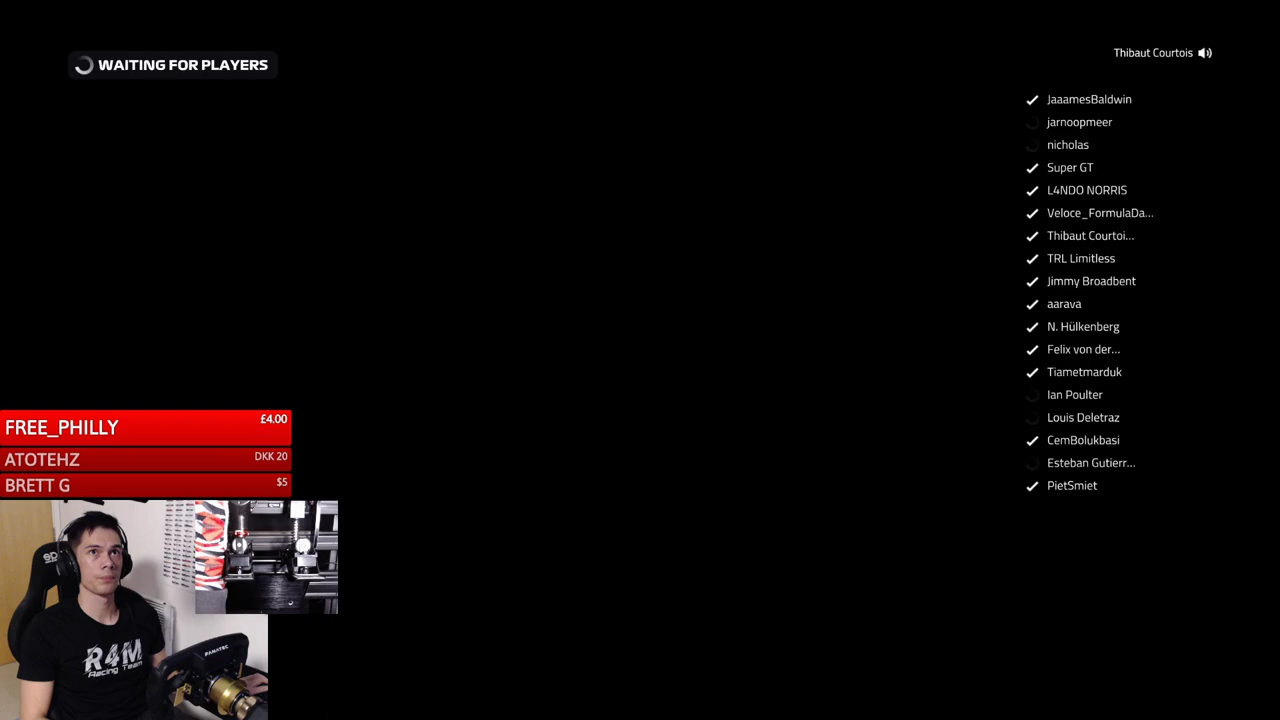 WAITING FOR PLAYERS
Thibaut Courtois
JaaamesBaldwin
jarnoopmeer
nicholas
Super GT
L4NDO NORRIS
Veloce_FormulaDa...
Thibaut Courtoi...
TRL Limitless
Jimmy Broadbent
aarava
N. Hülkenberg
Felix von der...
Tiametmarduk
Ian Poulter
Louis Deletraz
CemBolukbasi
Esteban Gutierr...
PietSmiet
FREE_PHILLY £4.00
ATOTEHZ DKK 20
BRETT G $5
R4M
Racing Team
FANATEC